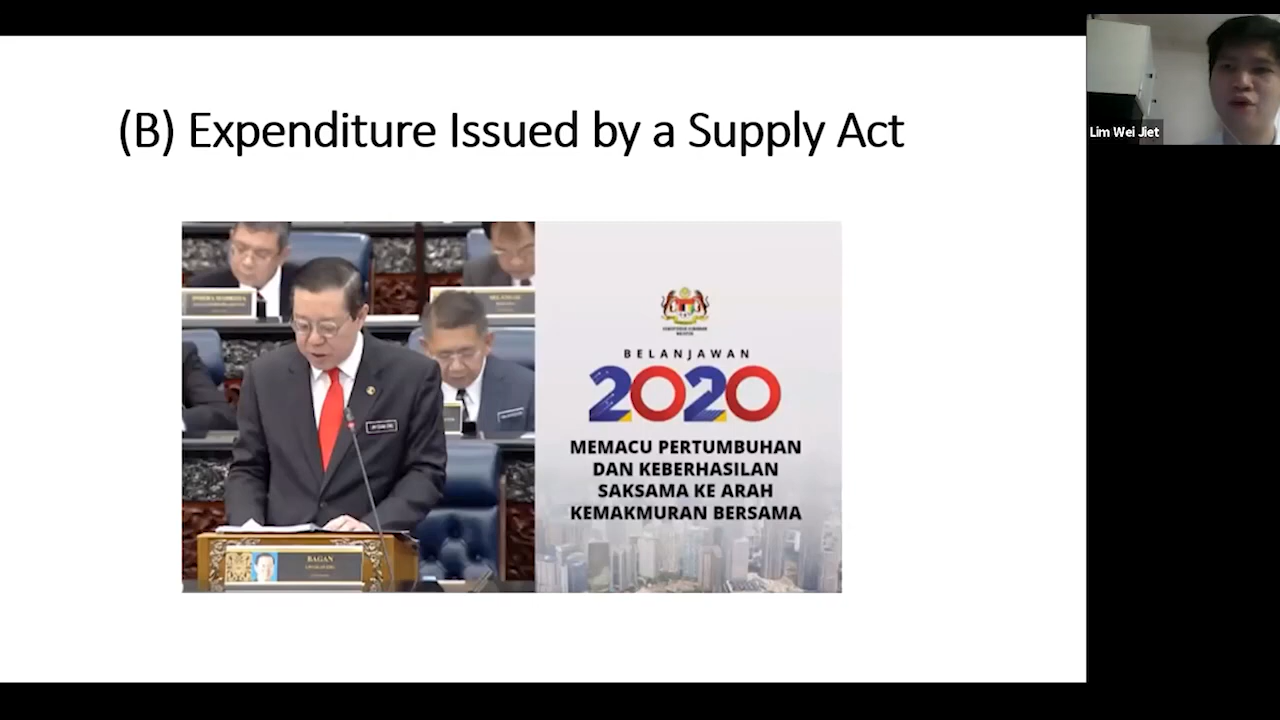 (B) Expenditure Issued by a Supply Act
Lim Wei Jiet
BELANJAWAN
2020
MEMACU PERTUMBUHAN
DAN KEBERHASILAN
SAKSAMA KE ARAH
KEMAKMURAN BERSAMA
BAGAN